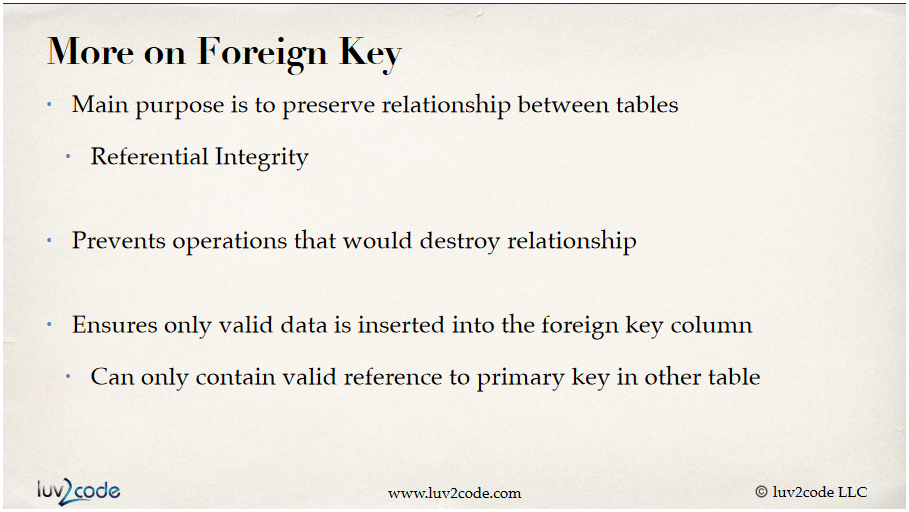 More on Foreign Key
• Main purpose is to preserve relationship between tables
• Referential Integrity
• Prevents operations that would destroy relationship
• Ensures only valid data is inserted into the foreign key column
• Can only contain valid reference to primary key in other table
luv2code
www.luv2code.com
© luv2code LLC